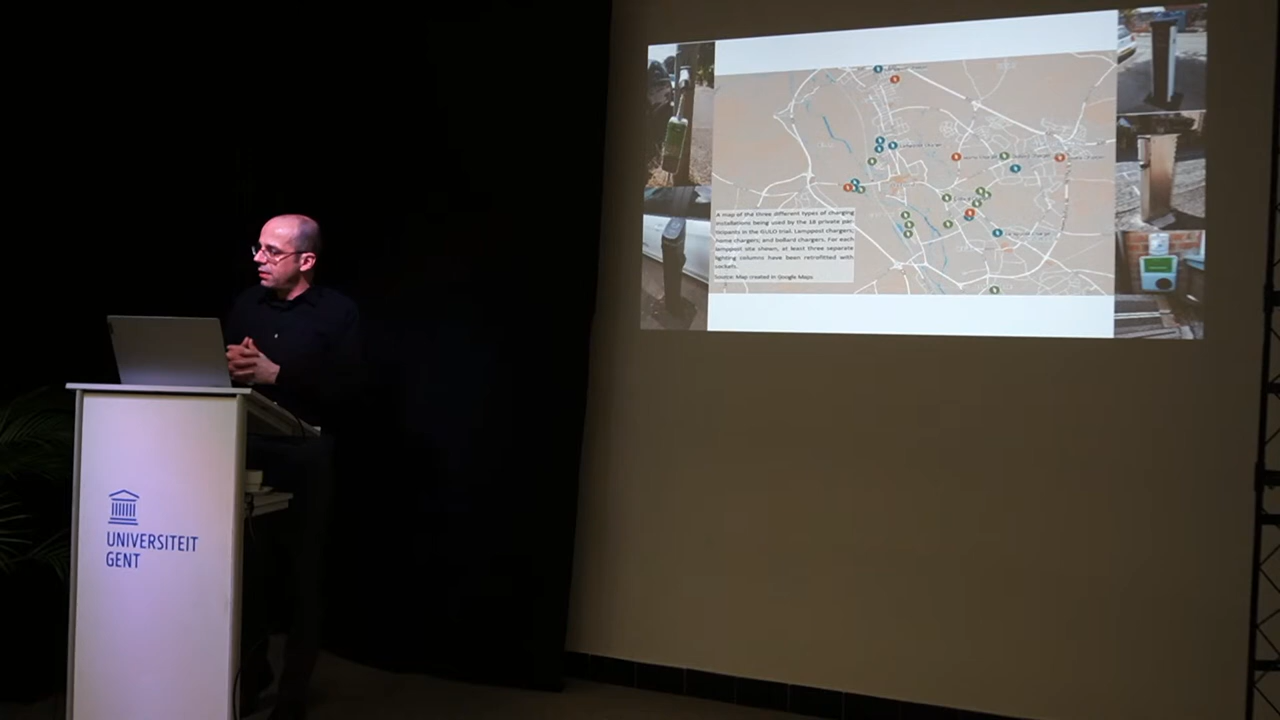 A map of the three different types of charging
installations being used by the 18 private par-
ticipants in the GULO trial. Lamppost chargers;
home chargers; and bollard chargers. For each
lamppost site shown, at least three separate
lighting columns have been retrofitted with
sockets.
Source: Map created in Google Maps
UNIVERSITEIT
GENT